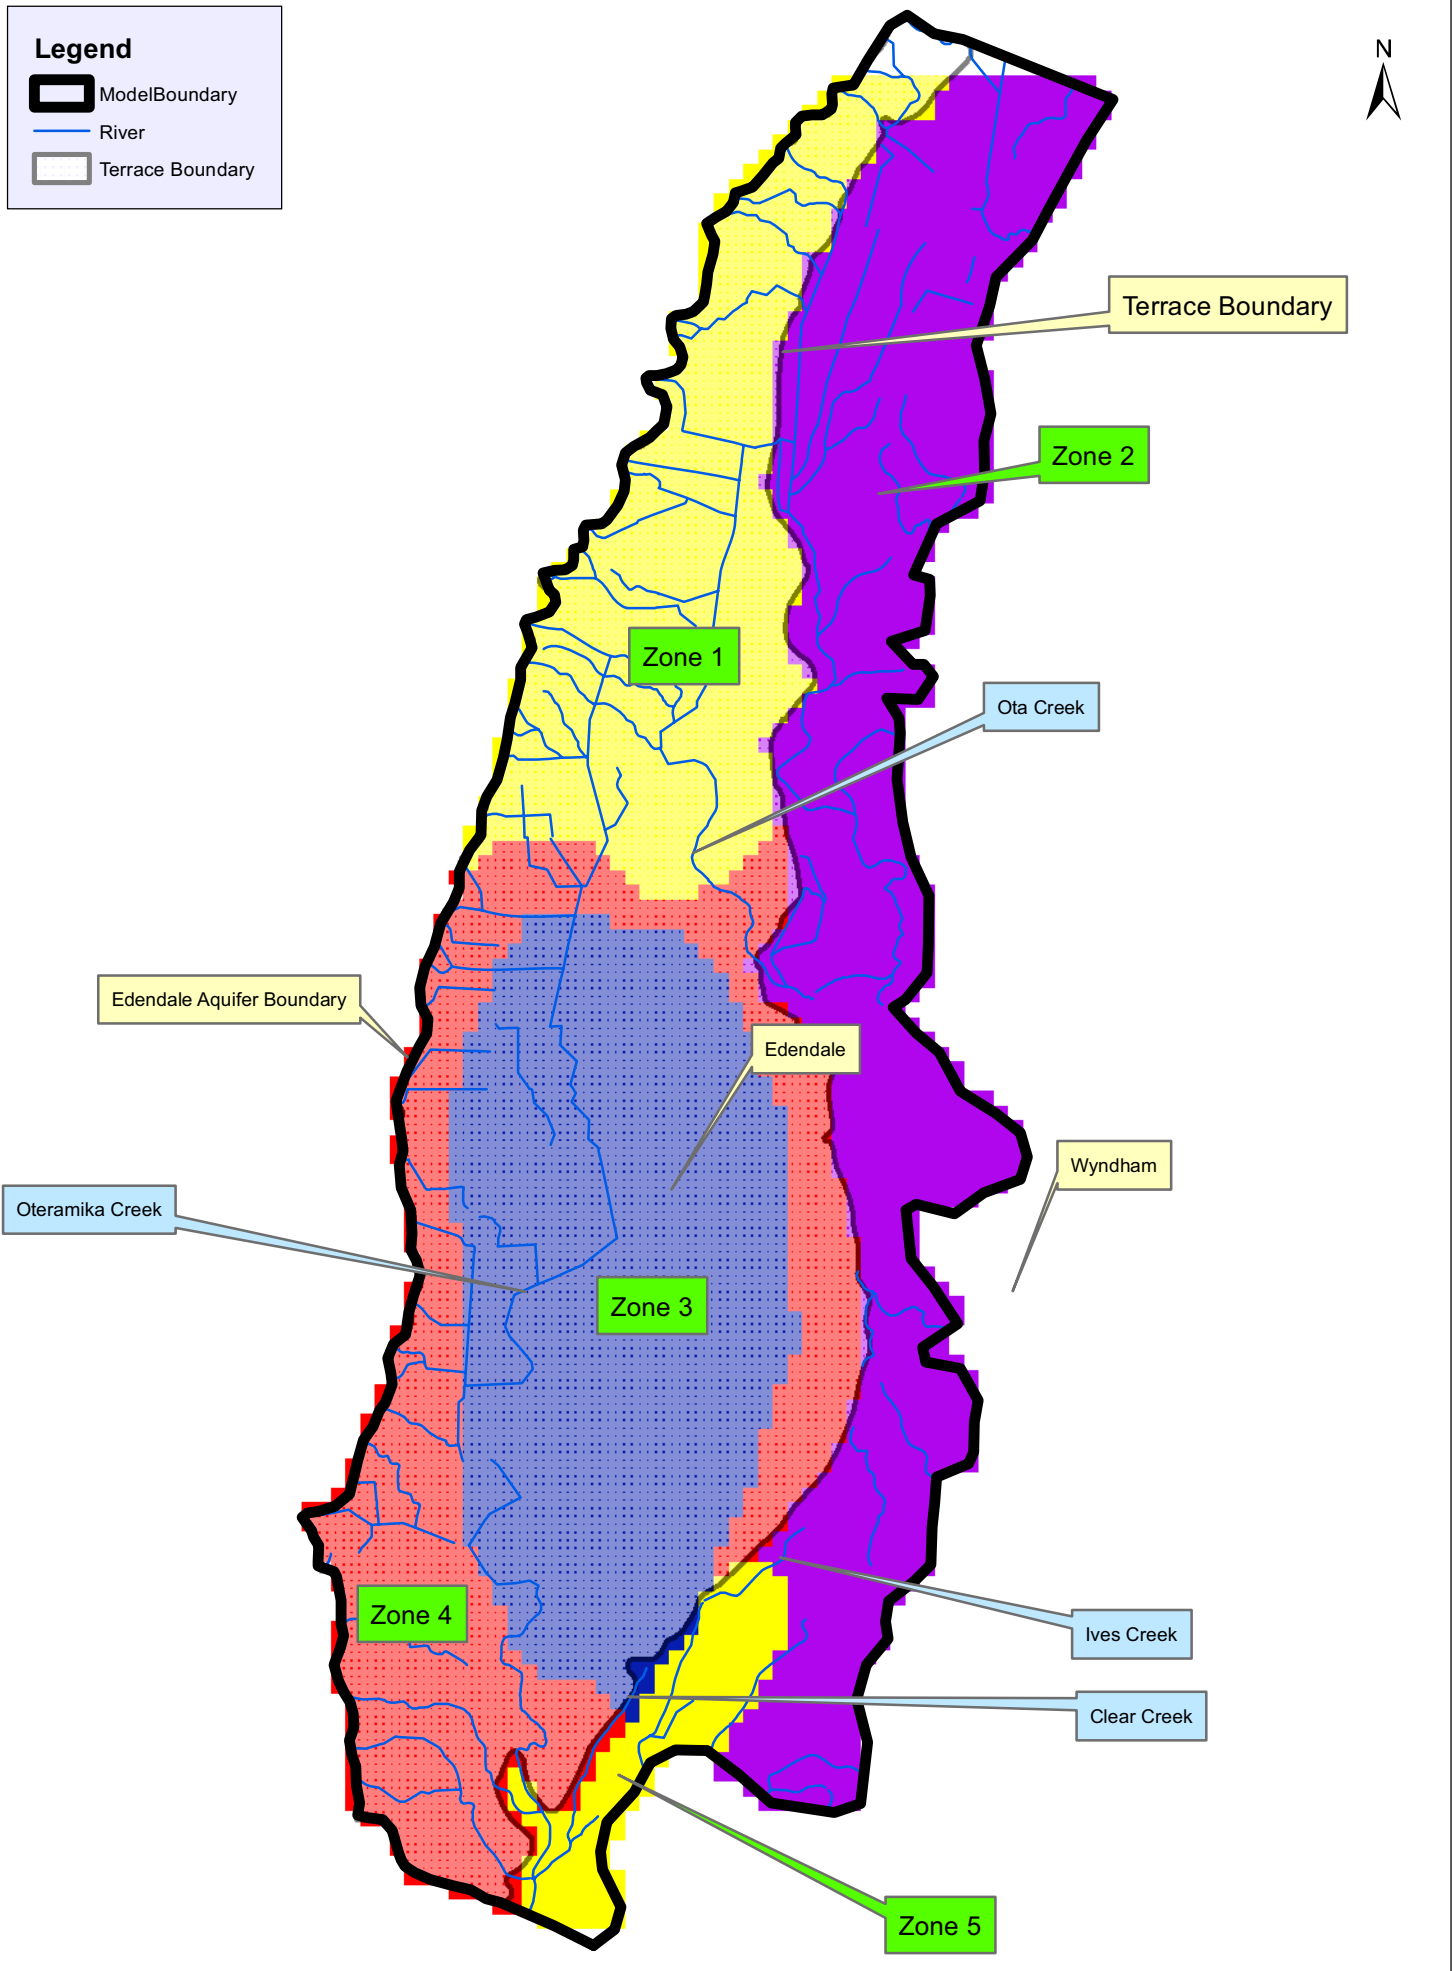 Legend
ModelBoundary
River
Terrace Boundary
N
Terrace Boundary
Zone 2
Zone 1
Ota Creek
Edendale Aquifer Boundary
Edendale
Wyndham
Oteramika Creek
Zone 3
Zone 4
Ives Creek
Clear Creek
Zone 5